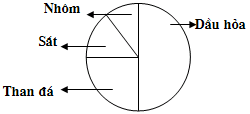 Nhôm
Dầu hỏa
Sắt
Than đá